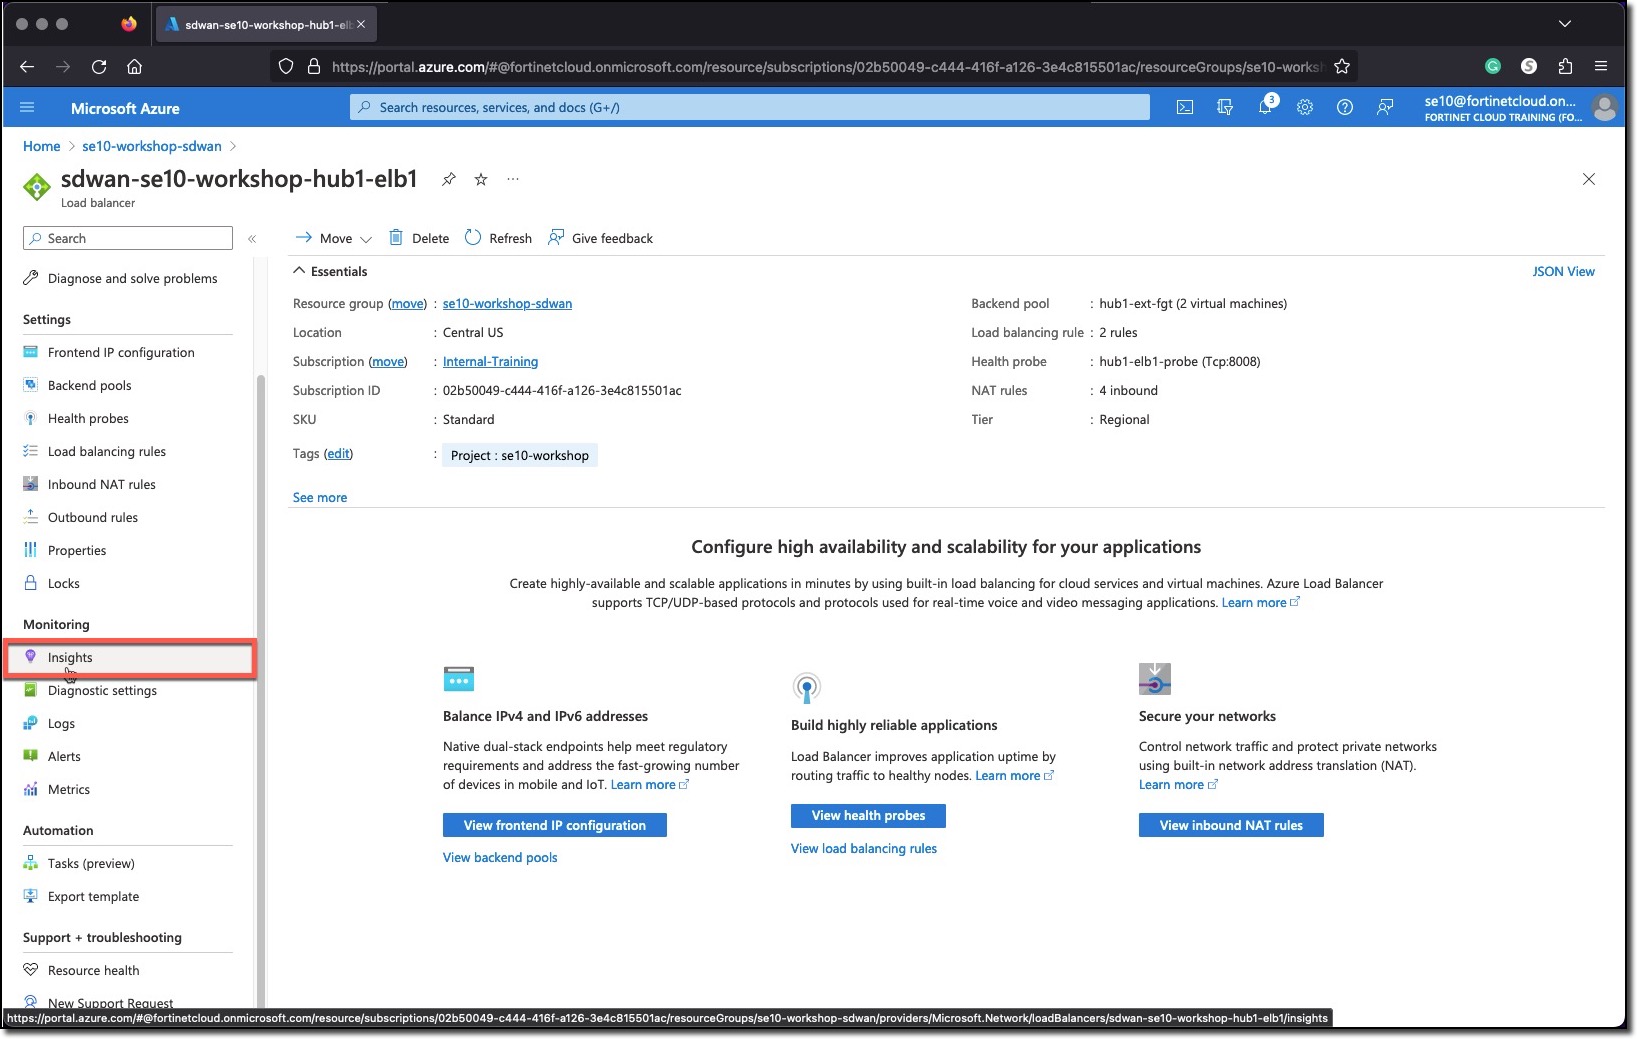 sdwan-se10-workshop-hub1-elb
https://portal.azure.com/#@fortinetcloud.onmicrosoft.com/resource/subscriptions/02b50049-c444-416f-a126-3e4c815501ac/resourceGroups/se10-works
Microsoft Azure
Search resources, services, and docs (G+/)
3
se10@fortinetcloud.on...
FORTINET CLOUD TRAINING (FO...
Home > se10-workshop-sdwan >
sdwan-se10-workshop-hub1-elb1
...
Load balancer
Search
«
Move
Delete
Refresh
Give feedback
Diagnose and solve problems
Settings
Frontend IP configuration
Backend pools
Health probes
Load balancing rules
Inbound NAT rules
Outbound rules
Properties
Locks
Monitoring
Insights
Diagnostic settings
Logs
Alerts
Metrics
Automation
Tasks (preview)
Export template
Support + troubleshooting
Resource health
New Support Request
Essentials
JSON View
Resource group (move) : se10-workshop-sdwan
Location : Central US
Subscription (move) : Internal-Training
Subscription ID : 02b50049-c444-416f-a126-3e4c815501ac
SKU : Standard
Tags (edit) : Project : se10-workshop
Backend pool : hub1-ext-fgt (2 virtual machines)
Load balancing rule : 2 rules
Health probe : hub1-elb1-probe (Tcp:8008)
NAT rules : 4 inbound
Tier : Regional
See more
Configure high availability and scalability for your applications
Create highly-available and scalable applications in minutes by using built-in load balancing for cloud services and virtual machines. Azure Load Balancer
supports TCP/UDP-based protocols and protocols used for real-time voice and video messaging applications. Learn more
Balance IPv4 and IPv6 addresses
Native dual-stack endpoints help meet regulatory
requirements and address the fast-growing number
of devices in mobile and IoT. Learn more
View frontend IP configuration
View backend pools
Build highly reliable applications
Load Balancer improves application uptime by
routing traffic to healthy nodes. Learn more
View health probes
View load balancing rules
Secure your networks
Control network traffic and protect private networks
using built-in network address translation (NAT).
Learn more
View inbound NAT rules
https://portal.azure.com/#@fortinetcloud.onmicrosoft.com/resource/subscriptions/02b50049-c444-416f-a126-3e4c815501ac/resourceGroups/se10-workshop-sdwan/providers/Microsoft.Network/loadBalancers/sdwan-se10-workshop-hub1-elb1/insights